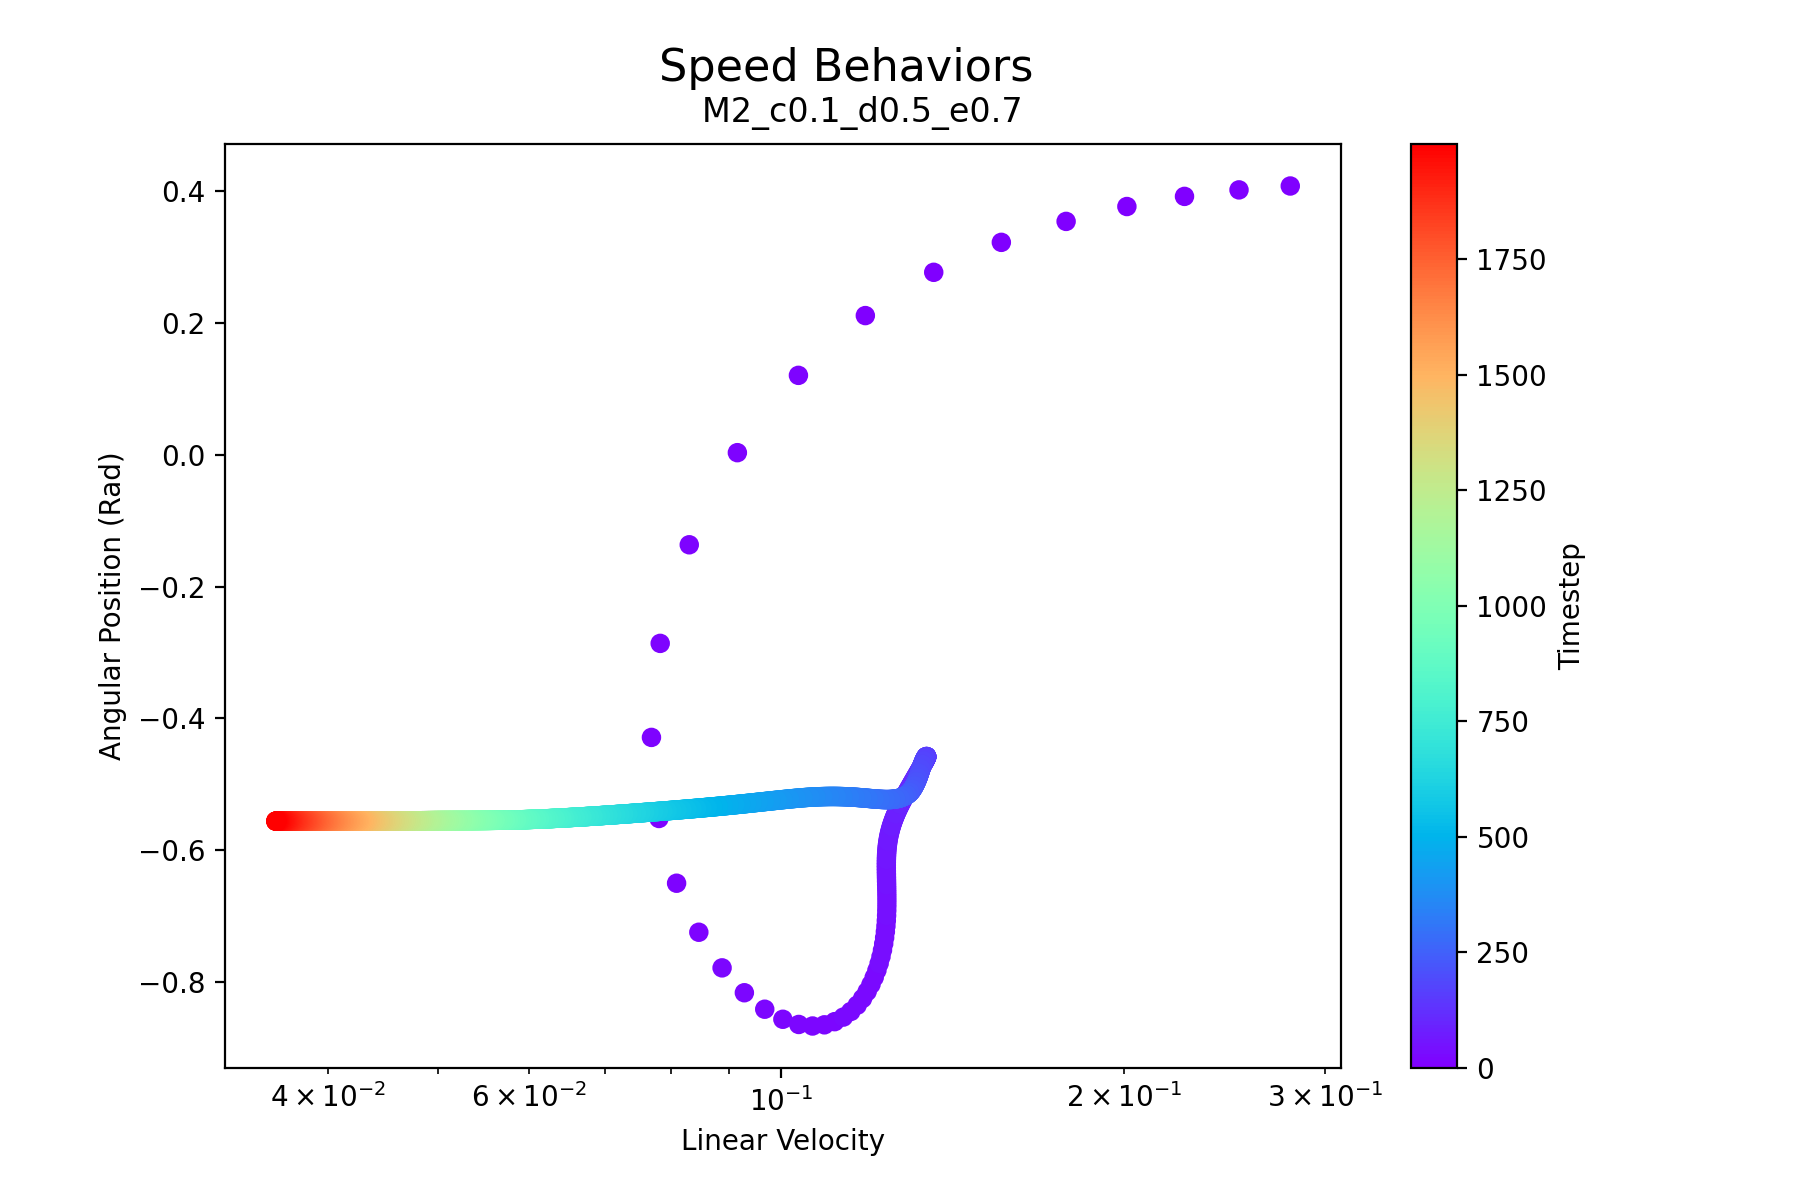 Speed Behaviors
M2_c0.1_d0.5_e0.7
Angular Position (Rad)
0.4
0.2
0.0
−0.2
−0.4
−0.6
−0.8
4 × 10⁻²
6 × 10⁻²
10⁻¹
2 × 10⁻¹
3 × 10⁻¹
Linear Velocity
1750
1500
1250
1000
750
500
250
0
Timestep